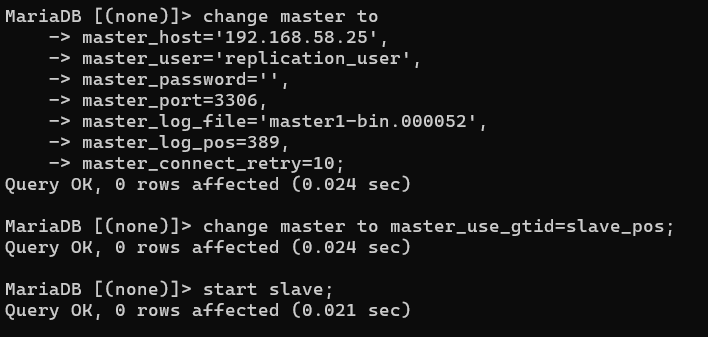 MariaDB [(none)]> change master to
    -> master_host='192.168.58.25',
    -> master_user='replication_user',
    -> master_password='',
    -> master_port=3306,
    -> master_log_file='master1-bin.000052',
    -> master_log_pos=389,
    -> master_connect_retry=10;
Query OK, 0 rows affected (0.024 sec)

MariaDB [(none)]> change master to master_use_gtid=slave_pos;
Query OK, 0 rows affected (0.024 sec)

MariaDB [(none)]> start slave;
Query OK, 0 rows affected (0.021 sec)